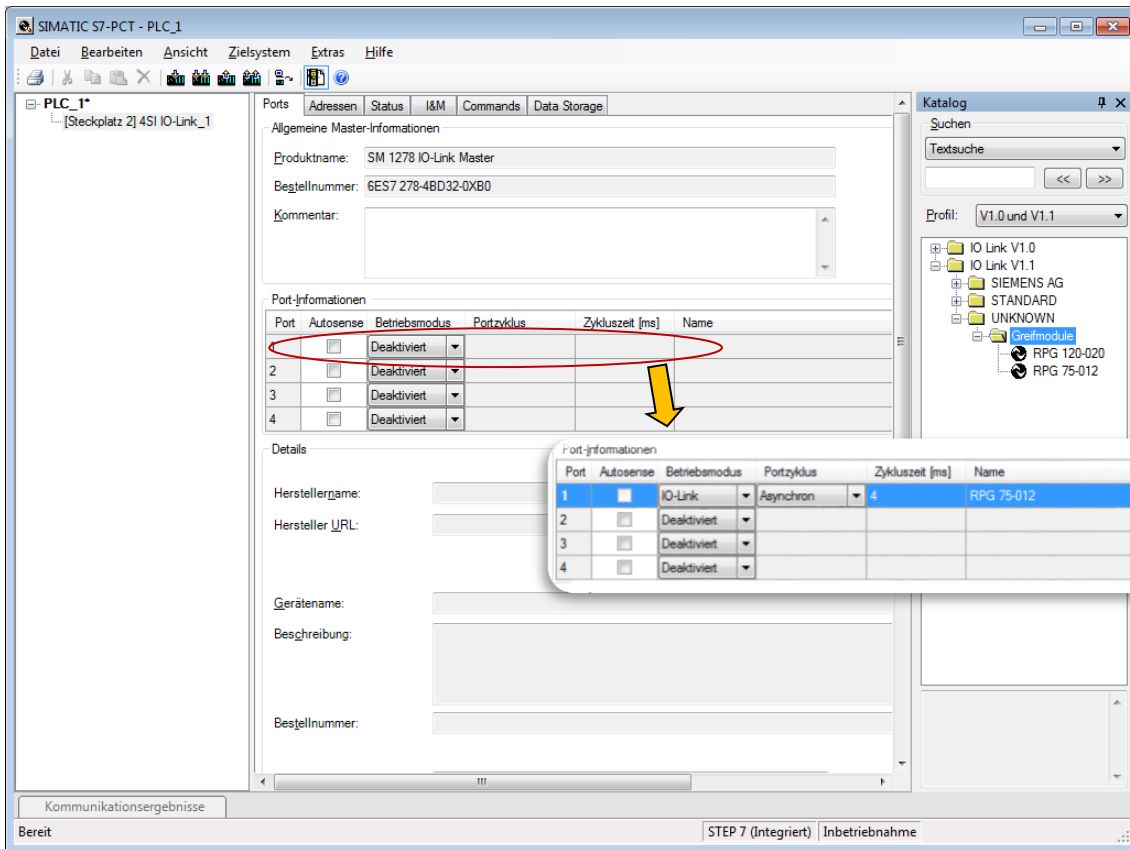 SIMATIC S7-PCT - PLC_1
Datei Bearbeiten Ansicht Zielsystem Extras Hilfe
PLC_1*
[Steckplatz 2] 4SI IO-Link_1
Ports Adressen Status I&M Commands Data Storage
Allgemeine Master-Informationen
Produktname: SM 1278 IO-Link Master
Bestellnummer: 6ES7 278-4BD32-0XB0
Kommentar:
Port-Informationen
Port Autosense Betriebsmodus Portzyklus Zykluszeit [ms] Name
1 Deaktiviert
2 Deaktiviert
3 Deaktiviert
4 Deaktiviert
Details
Herstellername:
Hersteller URL:
Gerätename:
Beschreibung:
Bestellnummer:
Port-Informationen
Port Autosense Betriebsmodus Portzyklus Zykluszeit [ms] Name
1 IO-Link Asynchron 4 RPG 75-012
2 Deaktiviert
3 Deaktiviert
4 Deaktiviert
Katalog
Suchen
Textsuche
<< >>
Profil: V1.0 und V1.1
IO Link V1.0
IO Link V1.1
SIEMENS AG
STANDARD
UNKNOWN
Greifmodule
RPG 120-020
RPG 75-012
Kommunikationsergebnisse
Bereit STEP 7 (Integriert) Inbetriebnahme